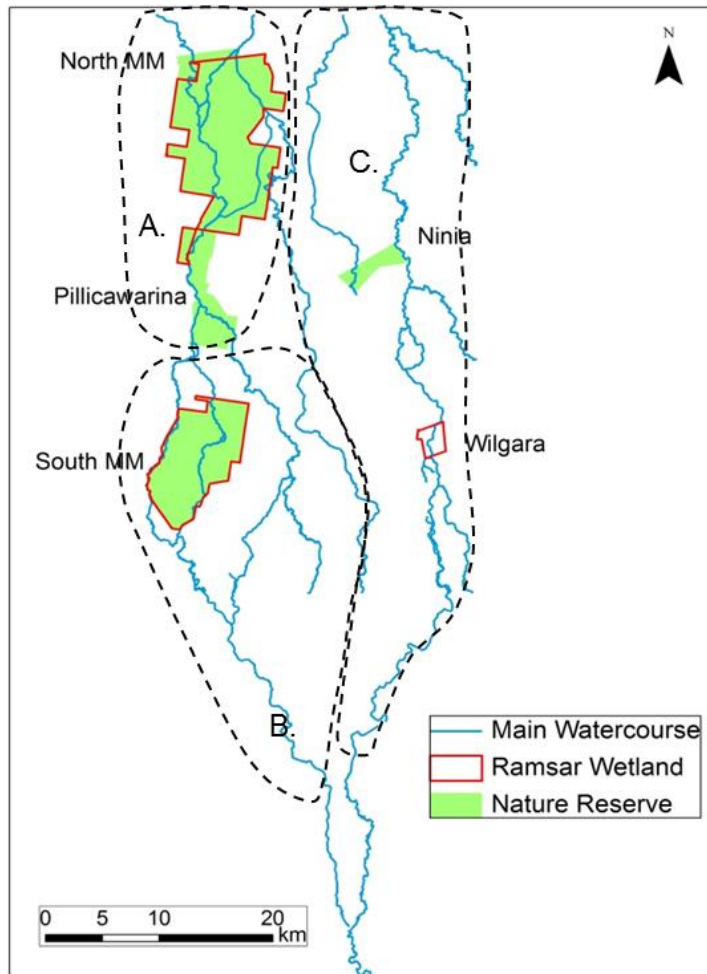 N
North MM
C.
A.
Ninia
Pillicawarina
Wilgara
South MM
B.
Main Watercourse
Ramsar Wetland
Nature Reserve
0 5 10 20
km